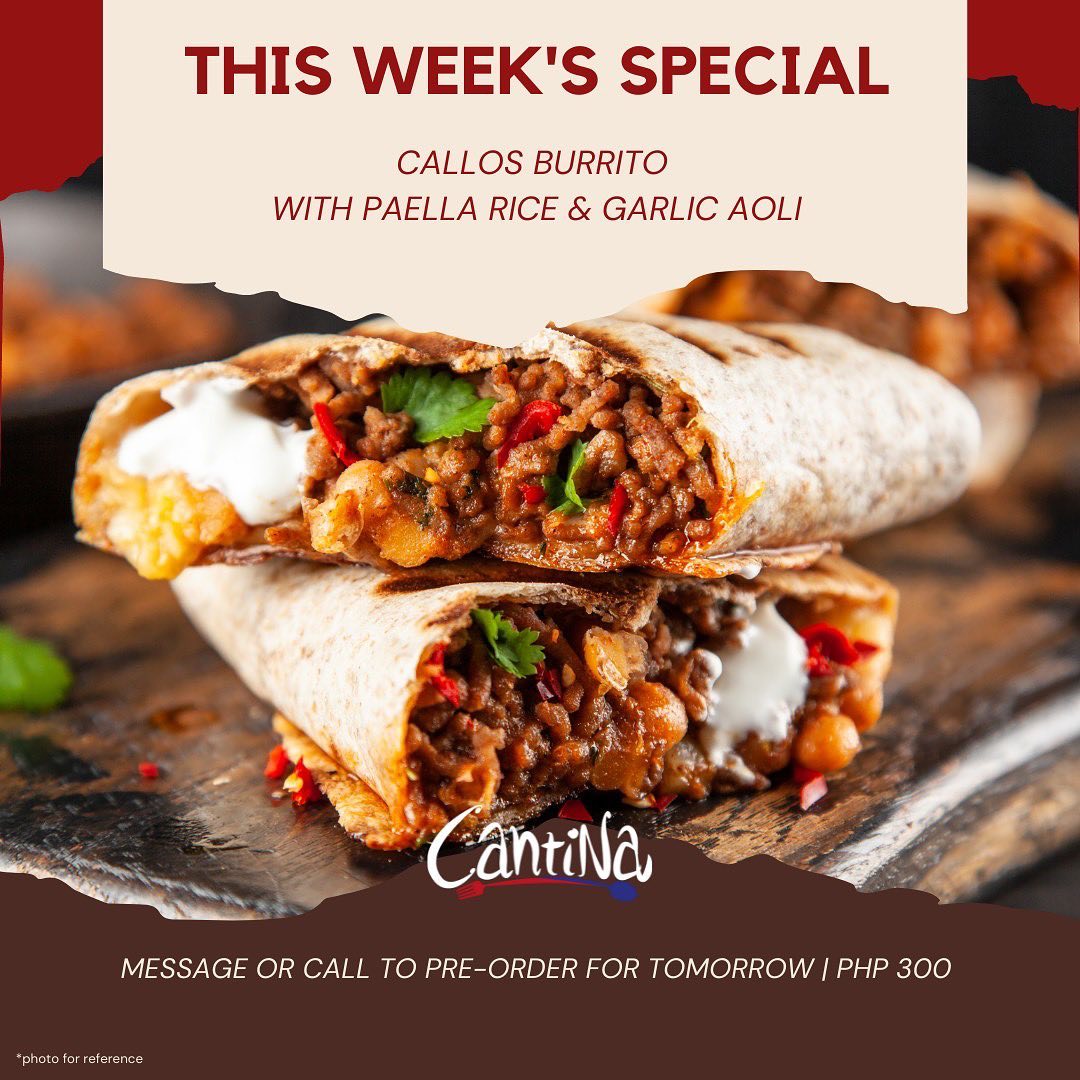 THIS WEEK'S SPECIAL
CALLOS BURRITO
WITH PAELLA RICE & GARLIC AOLI
CantiNa
MESSAGE OR CALL TO PRE-ORDER FOR TOMORROW | PHP 300
*photo for reference